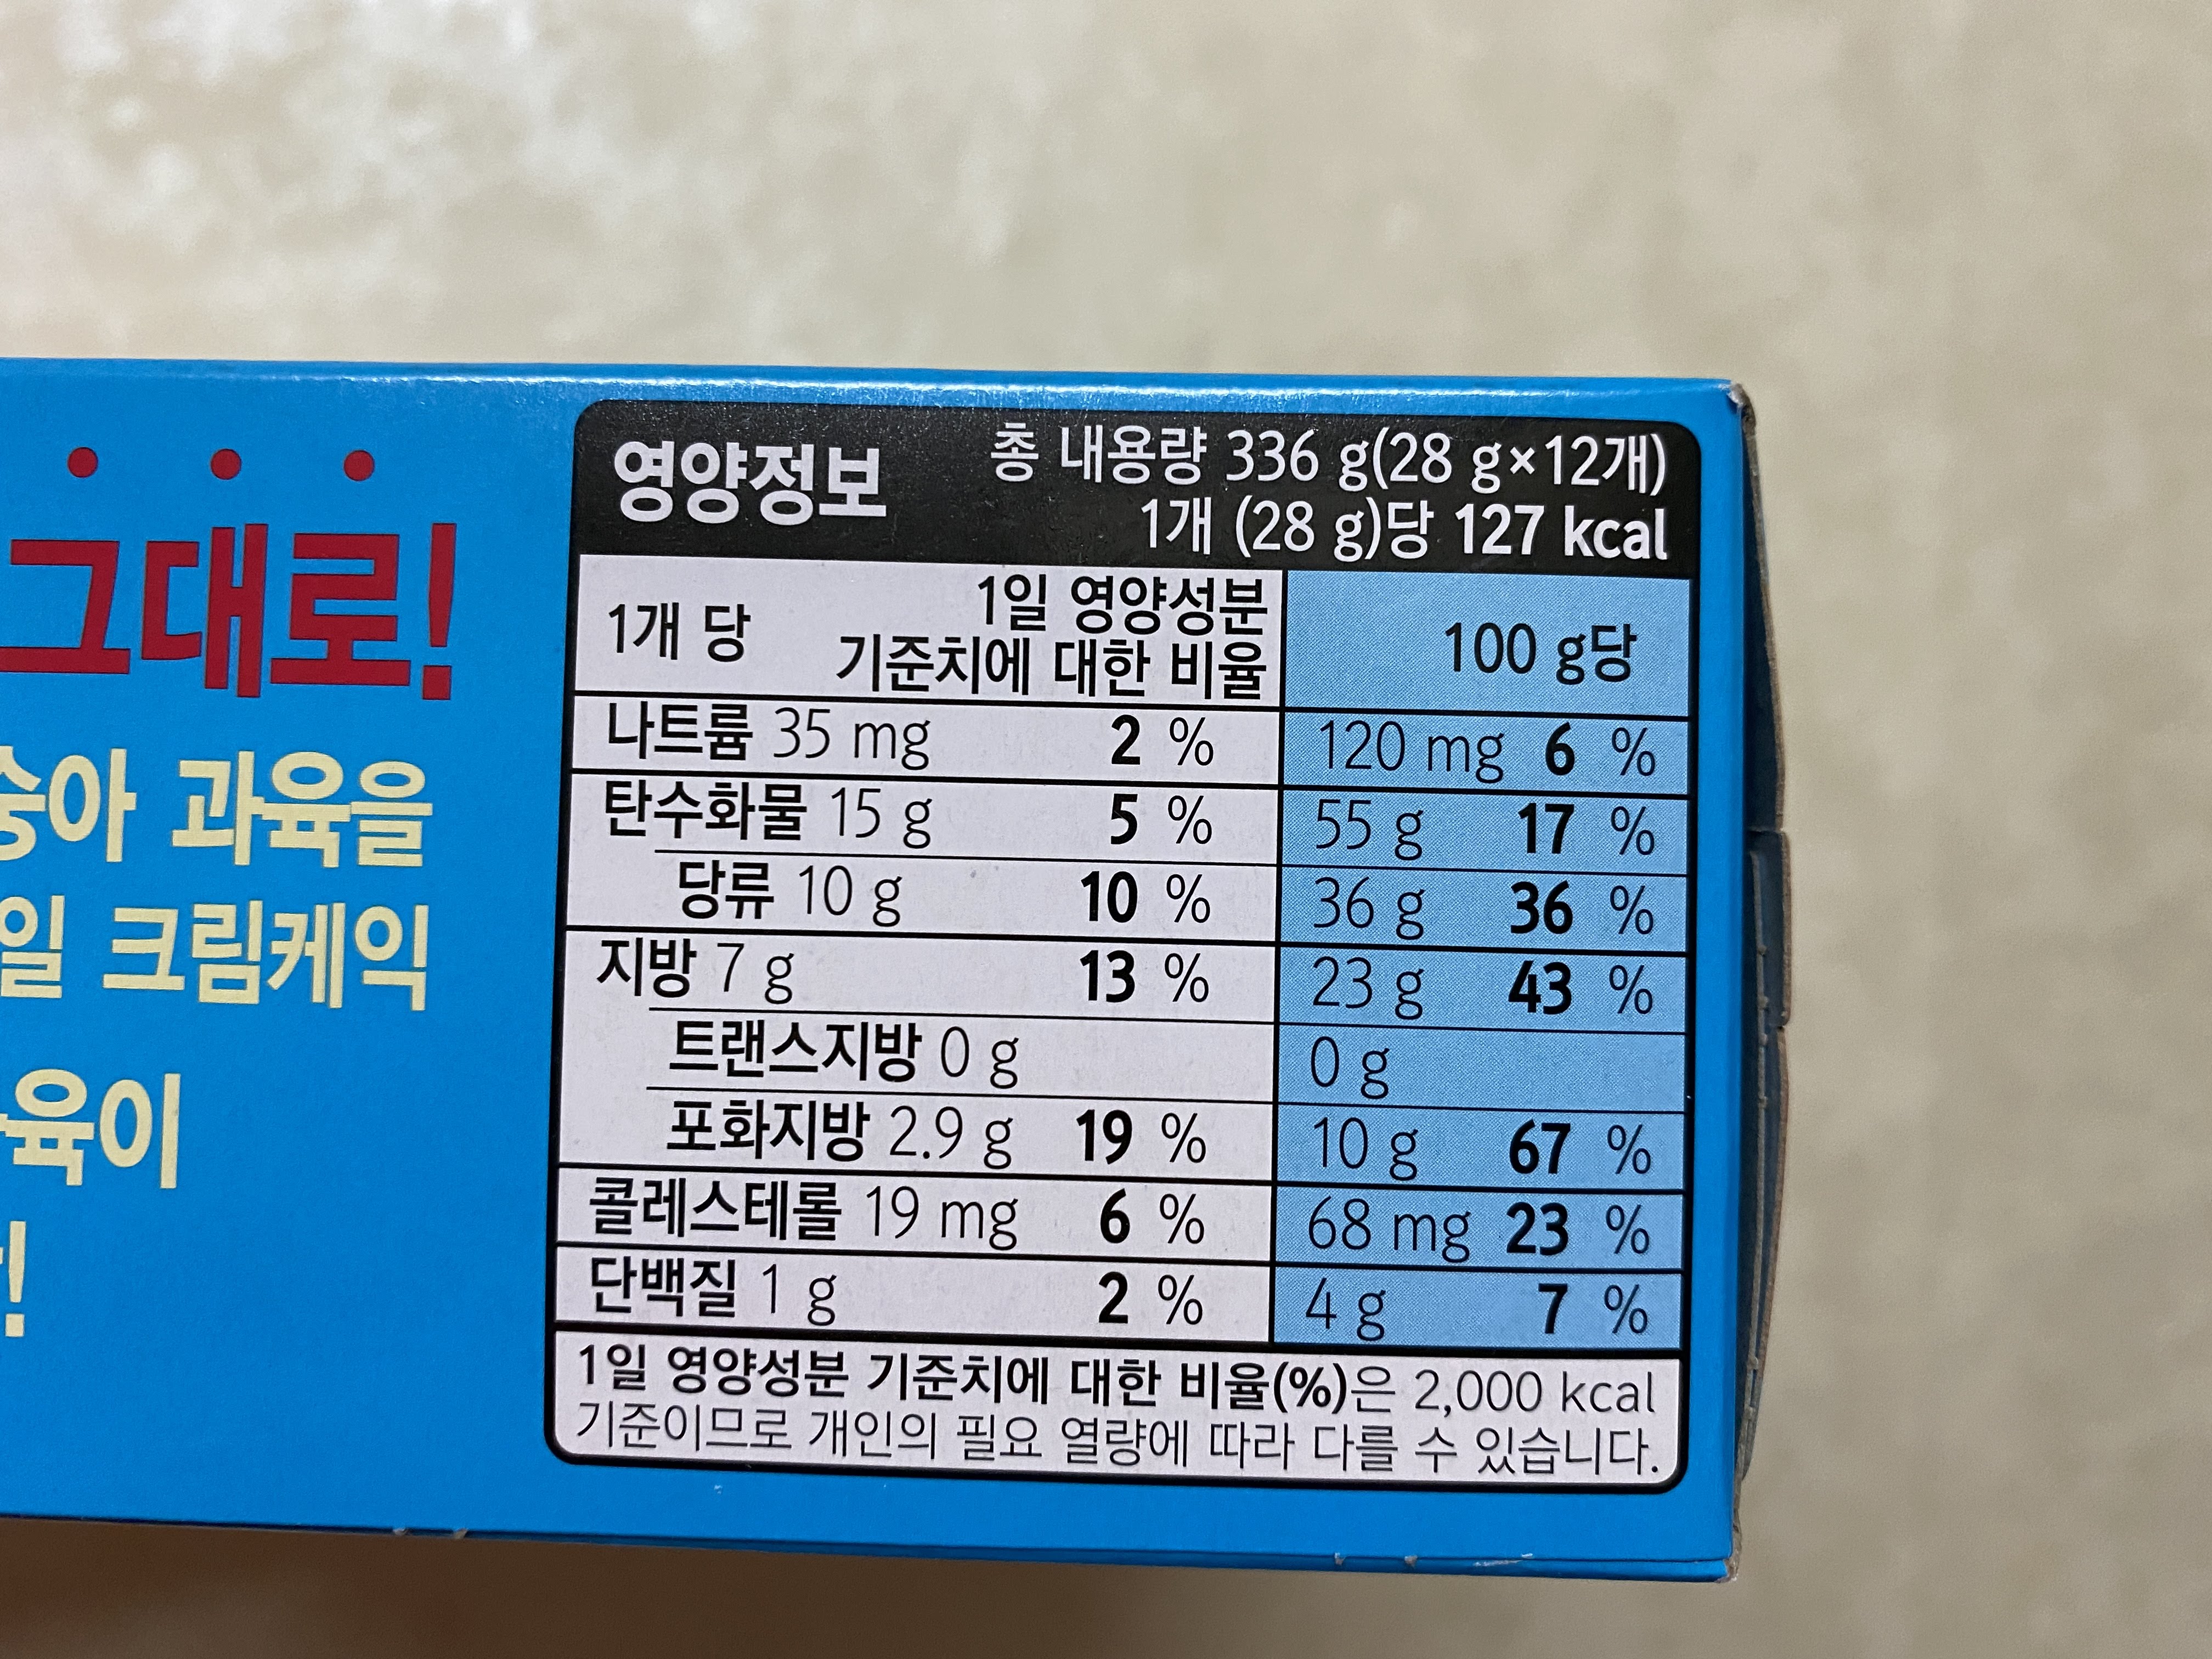 그대로!
숭아 과육을
일 크림케익
육이
!
영양정보
총 내용량 336 g(28 g×12개)
1개 (28 g)당 127 kcal
1개 당 1일 영양성분
기준치에 대한 비율 100 g당
나트륨 35 mg 2 % 120 mg 6 %
탄수화물 15 g 5 % 55 g 17 %
당류 10 g 10 % 36 g 36 %
지방 7 g 13 % 23 g 43 %
트랜스지방 0 g 0 g
포화지방 2.9 g 19 % 10 g 67 %
콜레스테롤 19 mg 6 % 68 mg 23 %
단백질 1 g 2 % 4 g 7 %
1일 영양성분 기준치에 대한 비율(%)은 2,000 kcal
기준이므로 개인의 필요 열량에 따라 다를 수 있습니다.